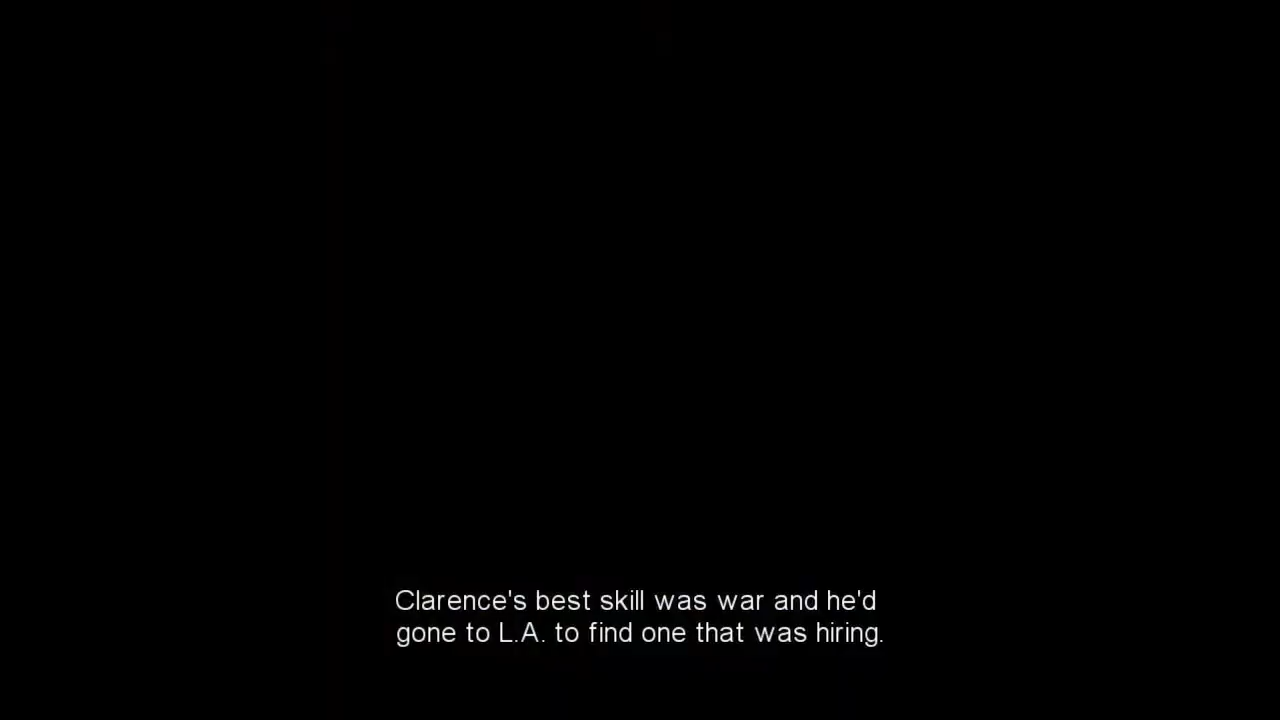 Clarence's best skill was war and he'd
gone to L.A. to find one that was hiring.